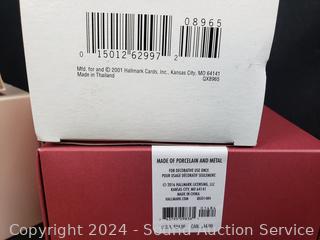 08965
0 15012 62997 2
Mfd. for and © 2001 Hallmark Cards, Inc., Kansas City, MO 64141
Made in Thailand
QX8965
MADE OF PORCELAIN AND METAL
FOR DECORATIVE USE ONLY.
POUR USAGE DÉCORATIF SEULEMENT.
© 2016 HALLMARK LICENSING, LLC
KANSAS CITY, MO 64141
MADE IN CHINA
HALLMARK.COM
© 2024 - Sound Auction Service